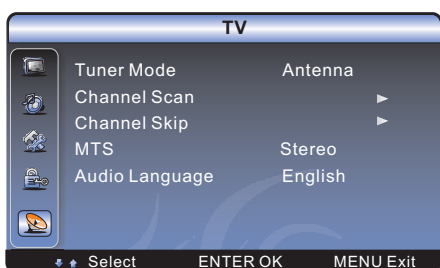 TV
Tuner Mode Antenna
Channel Scan
Channel Skip
MTS Stereo
Audio Language English
Select ENTER OK MENU Exit